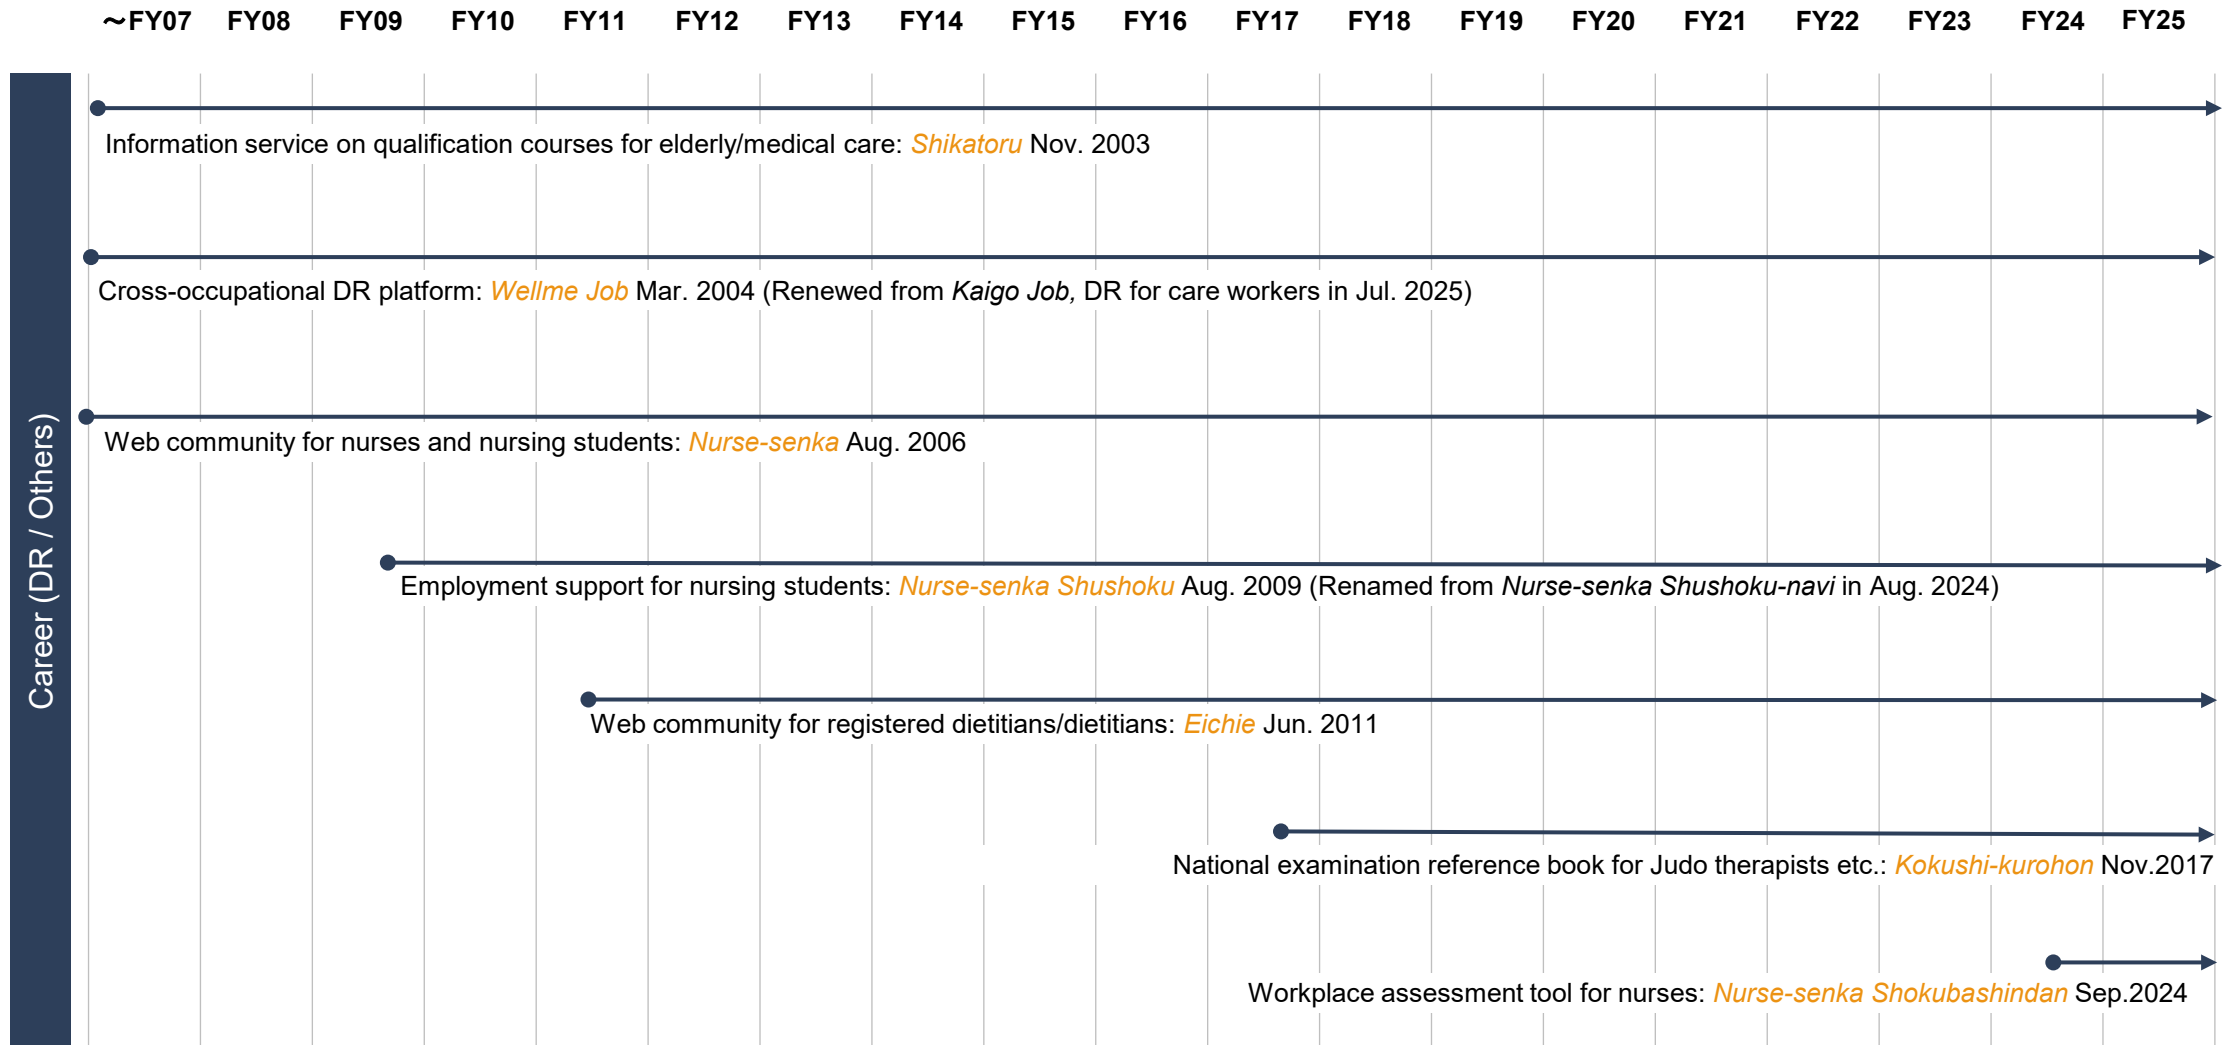 ~FY07 FY08 FY09 FY10 FY11 FY12 FY13 FY14 FY15 FY16 FY17 FY18 FY19 FY20 FY21 FY22 FY23 FY24 FY25
Career (DR / Others)
Information service on qualification courses for elderly/medical care: Shikatoru Nov. 2003
Cross-occupational DR platform: Wellme Job Mar. 2004 (Renewed from Kaigo Job, DR for care workers in Jul. 2025)
Web community for nurses and nursing students: Nurse-senka Aug. 2006
Employment support for nursing students: Nurse-senka Shushoku Aug. 2009 (Renamed from Nurse-senka Shushoku-navi in Aug. 2024)
Web community for registered dietitians/dietitians: Eichie Jun. 2011
National examination reference book for Judo therapists etc.: Kokushi-kurohon Nov.2017
Workplace assessment tool for nurses: Nurse-senka Shokubashindan Sep.2024